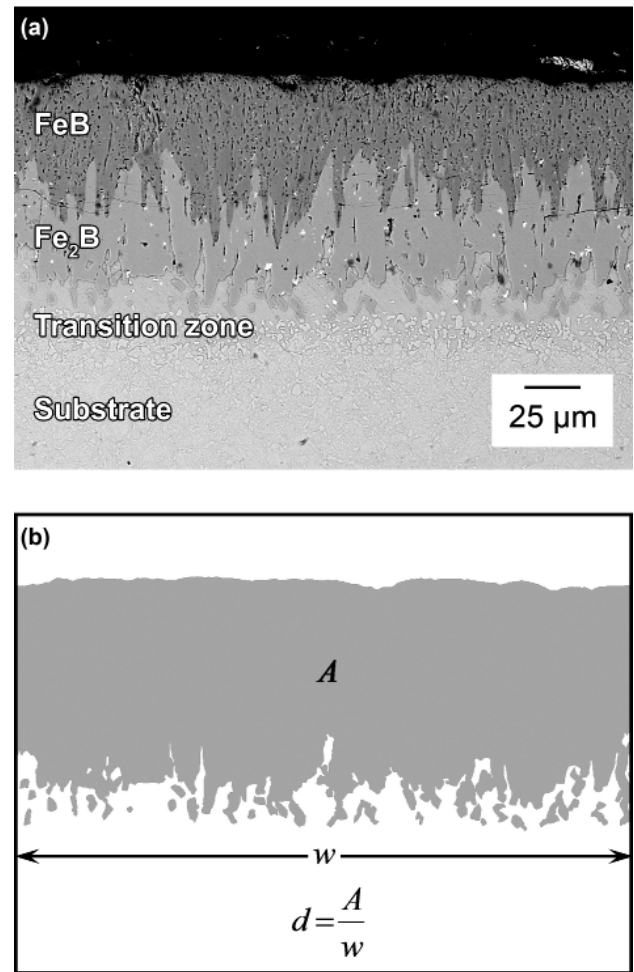 (a)
FeB
Fe₂B
Transition zone
Substrate
25 µm
(b)
A
w
d = A
w